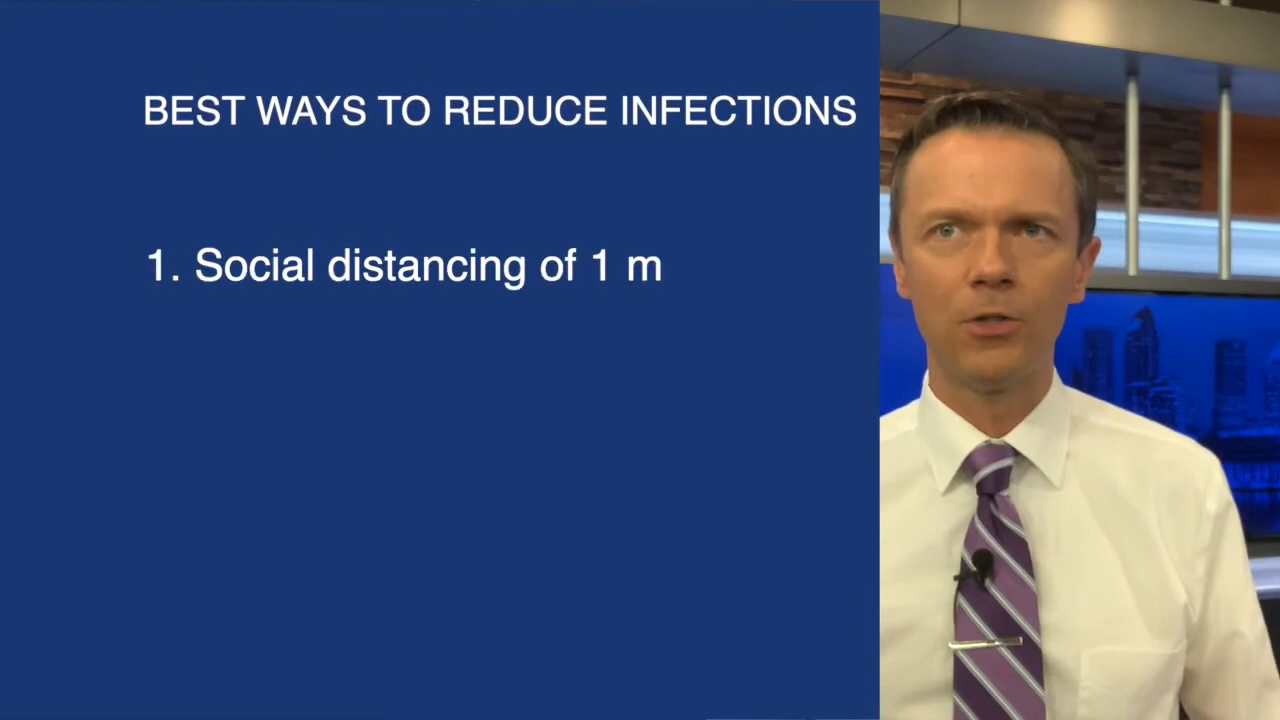 BEST WAYS TO REDUCE INFECTIONS
1. Social distancing of 1 m